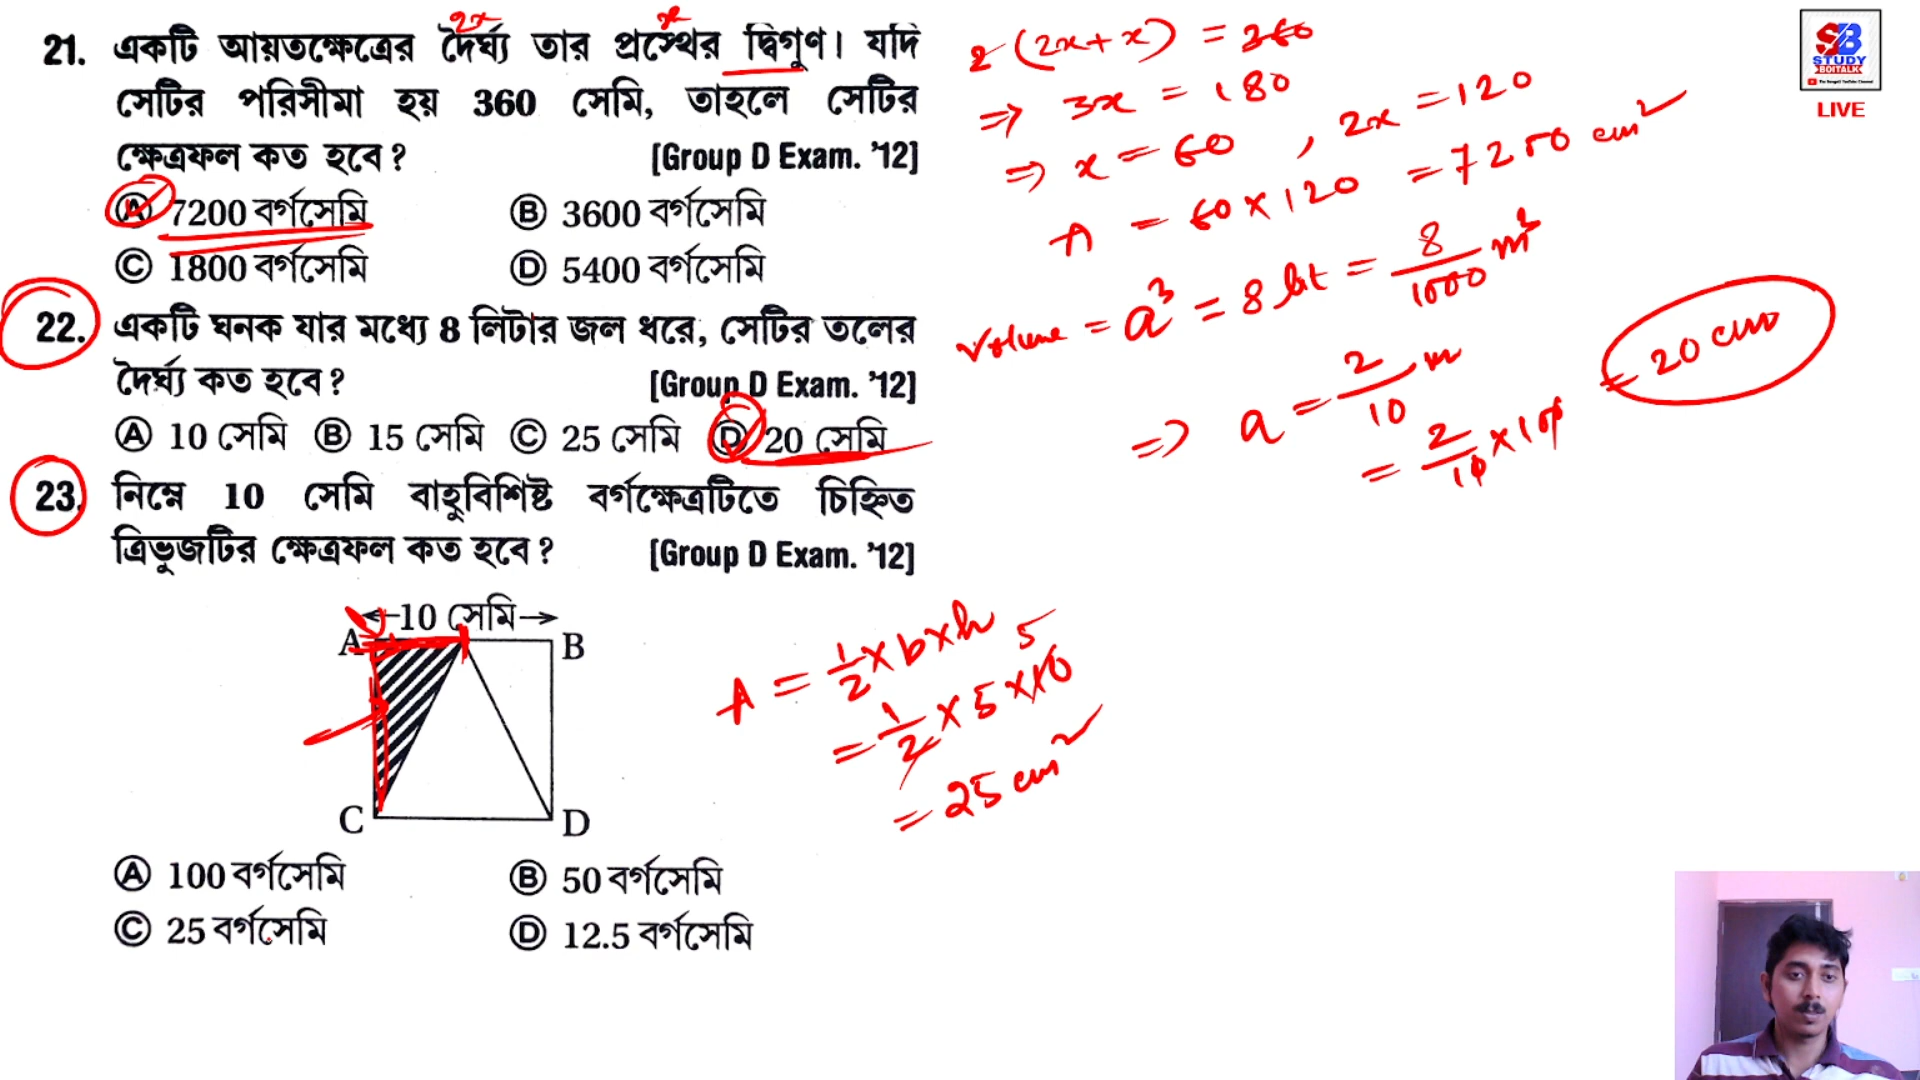 21. একটি আয়তক্ষেত্রের দৈর্ঘ্য তার প্রস্থের দ্বিগুণ। যদি
2x x
সেটির পরিসীমা হয় 360 সেমি, তাহলে সেটির
ক্ষেত্রফল কত হবে? [Group D Exam. '12]
Ⓐ 7200 বর্গসেমি Ⓑ 3600 বর্গসেমি
Ⓒ 1800 বর্গসেমি Ⓓ 5400 বর্গসেমি
22. একটি ঘনক যার মধ্যে 8 লিটার জল ধরে, সেটির তলের
দৈর্ঘ্য কত হবে? [Group D Exam. '12]
Ⓐ 10 সেমি Ⓑ 15 সেমি Ⓒ 25 সেমি Ⓓ 20 সেমি
23. নিম্নে 10 সেমি বাহুবিশিষ্ট বর্গক্ষেত্রটিতে চিহ্নিত
ত্রিভুজটির ক্ষেত্রফল কত হবে? [Group D Exam. '12]
←10 সেমি→
A B
C D
Ⓐ 100 বর্গসেমি Ⓑ 50 বর্গসেমি
Ⓒ 25 বর্গসেমি Ⓓ 12.5 বর্গসেমি
2 (2x + x) = 360
⇒ 3x = 180
⇒ x = 60 , 2x = 120
A = 60 × 120 = 7200 cm²
Volume = a³ = 8 lit = 8/1000 m³
⇒ a = 2/10 m
= 2/10 × 100 = 20 cm
A = 1/2 × b × h
= 1/2 × 5 × 10 5
= 25 cm²
SB
STUDY
BOITALK
LIVE